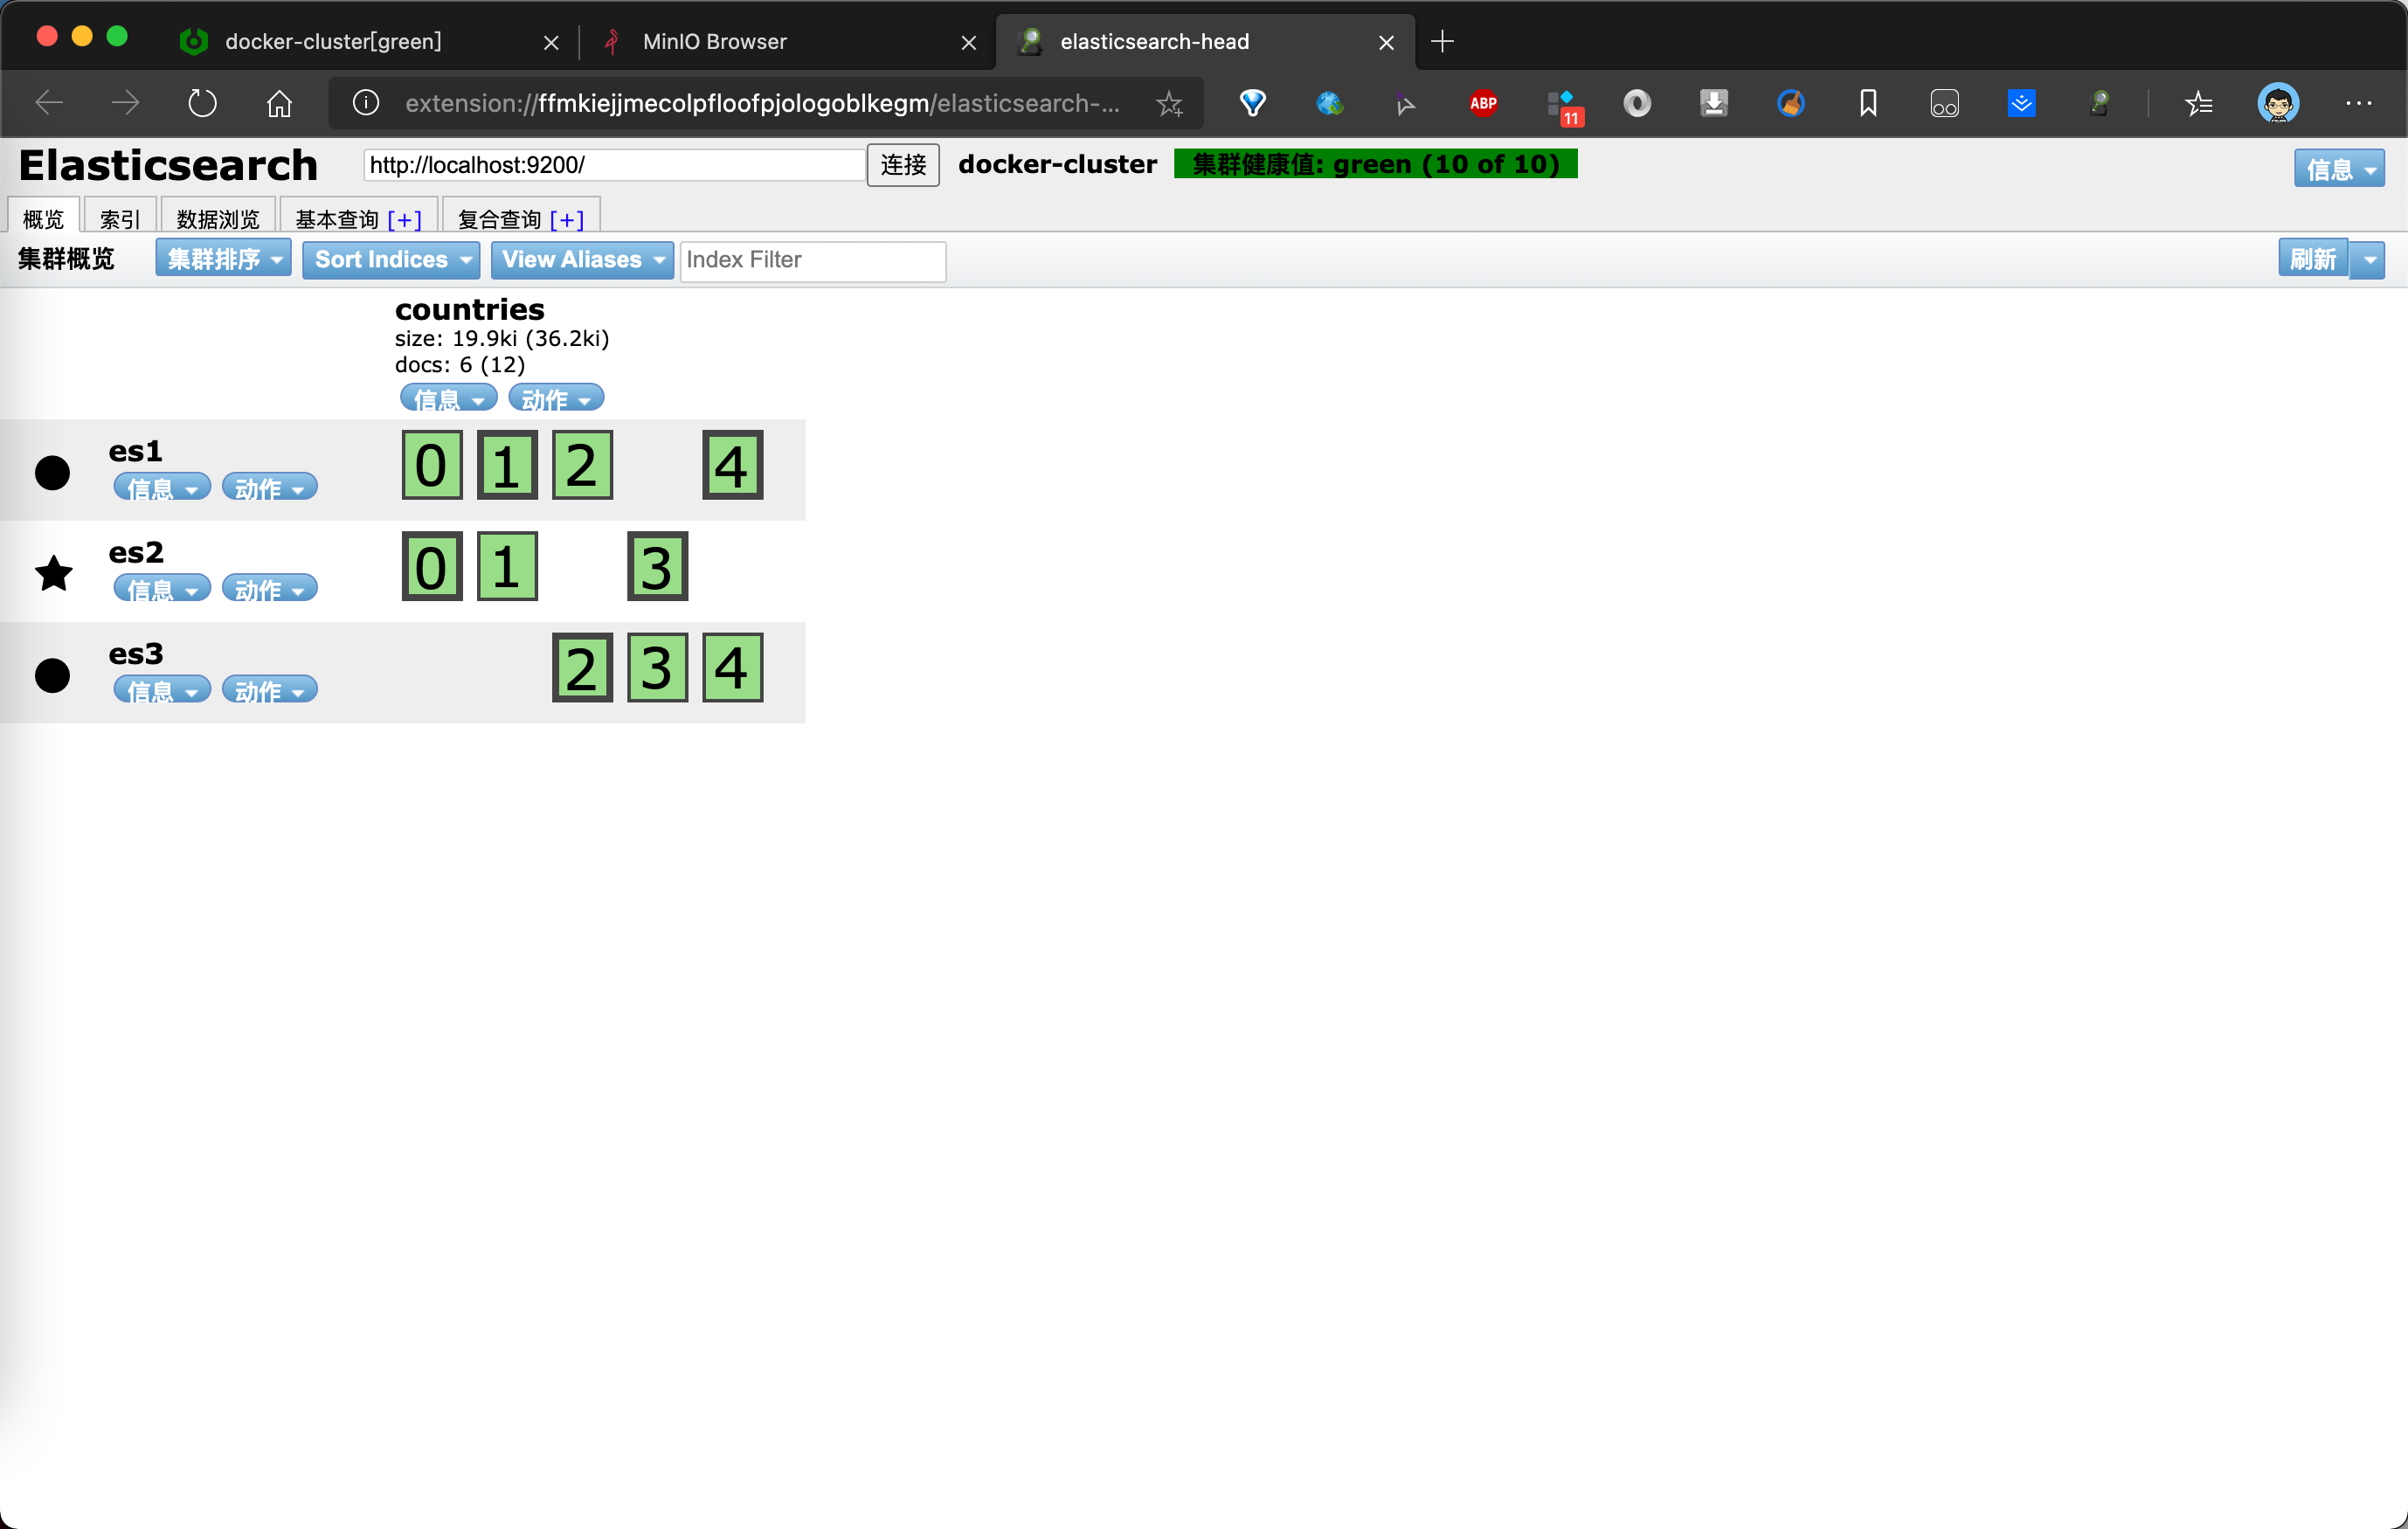 docker-cluster[green] MinIO Browser elasticsearch-head
extension://ffmkiejjmecolpfloofpjologoblkegm/elasticsearch-... ABP 11
Elasticsearch http://localhost:9200/ 连接 docker-cluster 集群健康值: green (10 of 10) 信息
概览 索引 数据浏览 基本查询 [+] 复合查询 [+]
集群概览 集群排序 Sort Indices View Aliases Index Filter 刷新
countries
size: 19.9ki (36.2ki)
docs: 6 (12)
信息 动作
es1 0 1 2 4
信息 动作
es2 0 1 3
信息 动作
es3 2 3 4
信息 动作